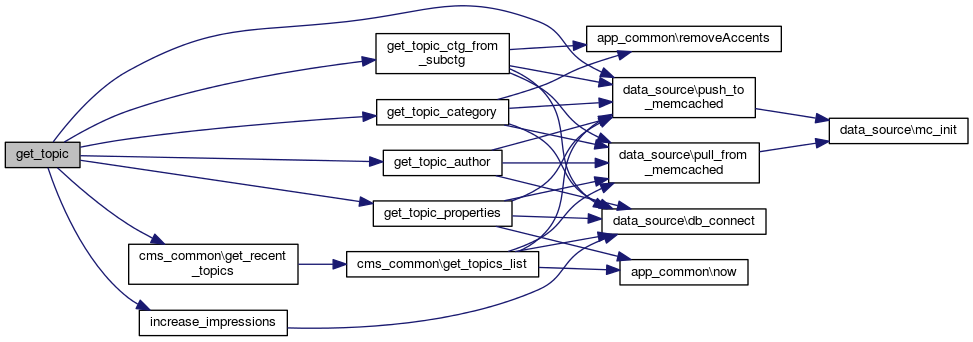 get_topic
get_topic_ctg_from
_subctg
get_topic_category
get_topic_author
get_topic_properties
cms_common\get_recent
_topics
cms_common\get_topics_list
increase_impressions
app_common\removeAccents
data_source\push_to
_memcached
data_source\pull_from
_memcached
data_source\db_connect
app_common\now
data_source\mc_init